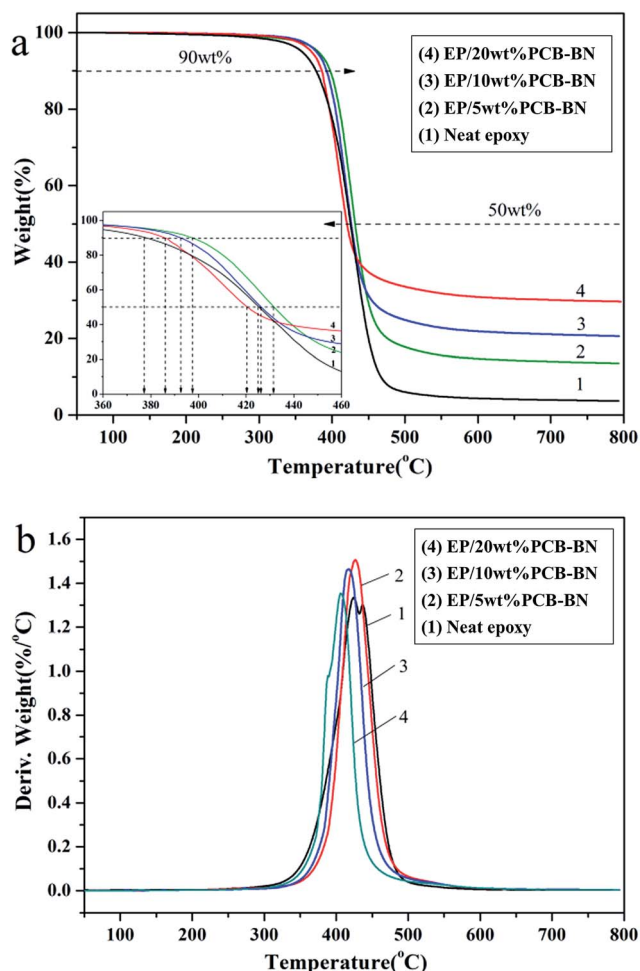 a
100
80
60
40
20
0
Weight(%)
90wt%
50wt%
(4) EP/20wt%PCB-BN
(3) EP/10wt%PCB-BN
(2) EP/5wt%PCB-BN
(1) Neat epoxy
4
3
2
1
100
80
60
40
20
0
4
3
2
1
360 380 400 420 440 460
100 200 300 400 500 600 700 800
Temperature(°C)
b
1.6
1.4
1.2
1.0
0.8
0.6
0.4
0.2
0.0
Deriv. Weight(%/°C)
(4) EP/20wt%PCB-BN
(3) EP/10wt%PCB-BN
(2) EP/5wt%PCB-BN
(1) Neat epoxy
2
1
3
4
100 200 300 400 500 600 700 800
Temperature(°C)